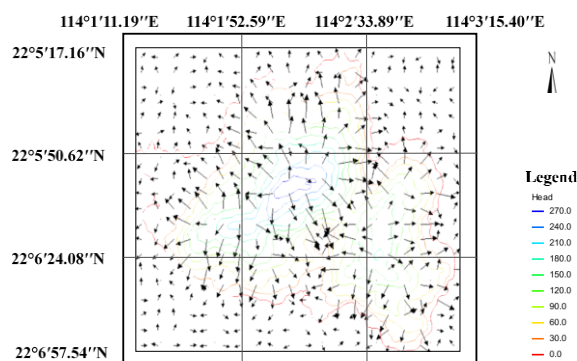 114°1′11.19″E 114°1′52.59″E 114°2′33.89″E 114°3′15.40″E
22°5′17.16″N
22°5′50.62″N
22°6′24.08″N
22°6′57.54″N
N
Legend
Head
270.0
240.0
210.0
180.0
150.0
120.0
90.0
60.0
30.0
0.0